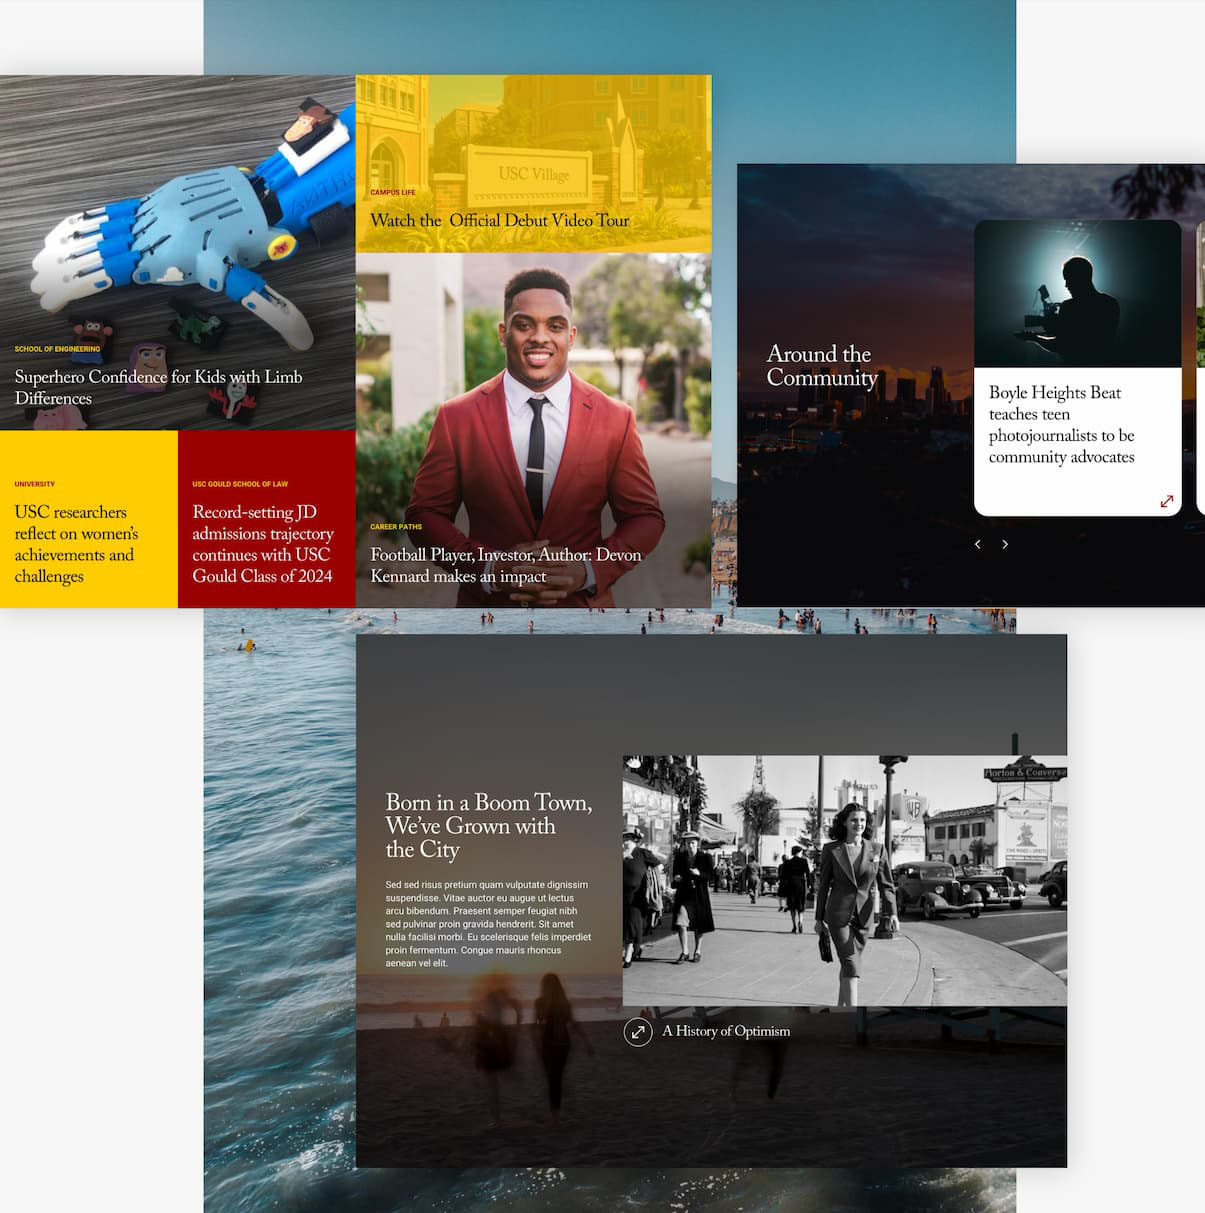 SCHOOL OF ENGINEERING
Superhero Confidence for Kids with Limb
Differences
UNIVERSITY
USC researchers
reflect on women's
achievements and
challenges
USC GOULD SCHOOL OF LAW
Record-setting JD
admissions trajectory
continues with USC
Gould Class of 2024
USC Village
CAMPUS LIFE
Watch the Official Debut Video Tour
CAREER PATHS
Football Player, Investor, Author: Devon
Kennard makes an impact
Around the
Community
Boyle Heights Beat
teaches teen
photojournalists to be
community advocates
Born in a Boom Town,
We've Grown with
the City
Sed sed risus pretium quam vulputate dignissim
suspendisse. Vitae auctor eu augue ut lectus
arcu bibendum. Praesent semper feugiat nibh
sed pulvinar proin gravida hendrerit. Sit amet
nulla facilisi morbi. Eu scelerisque felis imperdiet
proin fermentum. Congue mauris rhoncus
aenean vel elit.
Morton & Converse
WB
A History of Optimism